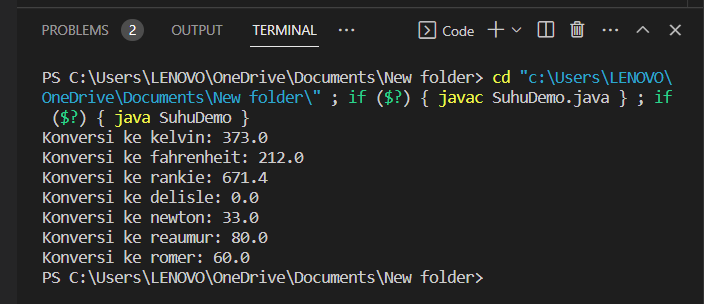 PROBLEMS 2 OUTPUT TERMINAL ... Code
PS C:\Users\LENOVO\OneDrive\Documents\New folder> cd "c:\Users\LENOVO\
OneDrive\Documents\New folder\" ; if ($?) { javac SuhuDemo.java } ; if
($?) { java SuhuDemo }
Konversi ke kelvin: 373.0
Konversi ke fahrenheit: 212.0
Konversi ke rankie: 671.4
Konversi ke delisle: 0.0
Konversi ke newton: 33.0
Konversi ke reaumur: 80.0
Konversi ke romer: 60.0
PS C:\Users\LENOVO\OneDrive\Documents\New folder>